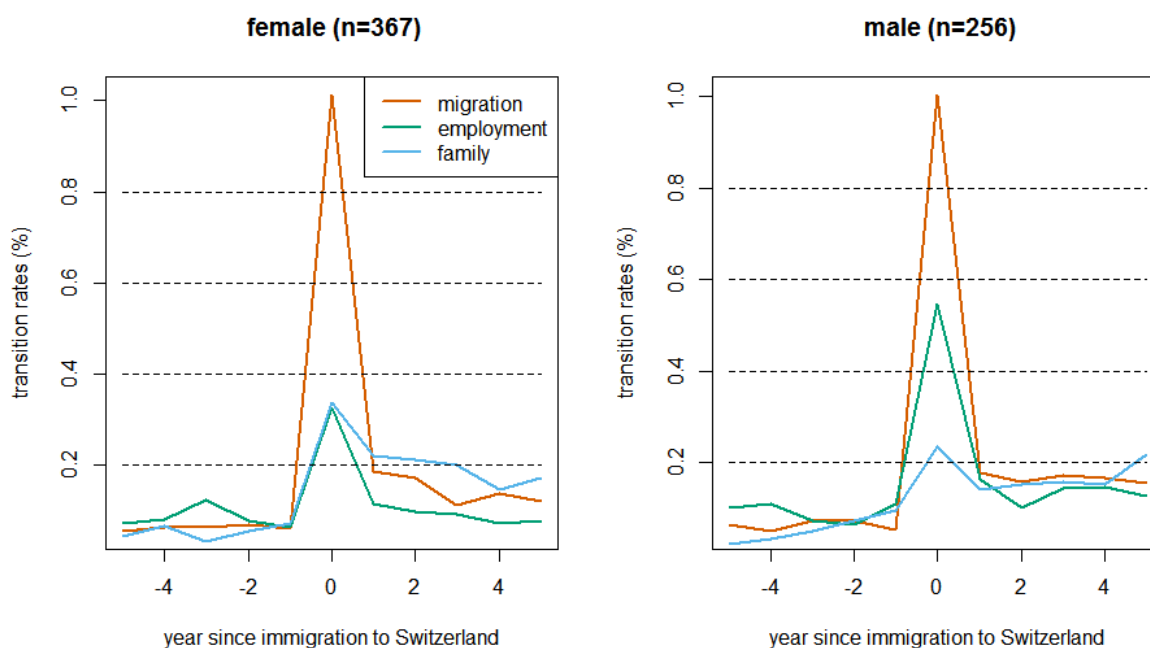 female (n=367)
transition rates (%)
1.0
0.8
0.6
0.4
0.2
migration
employment
family
-4
-2
0
2
4
year since immigration to Switzerland
male (n=256)
transition rates (%)
1.0
0.8
0.6
0.4
0.2
-4
-2
0
2
4
year since immigration to Switzerland